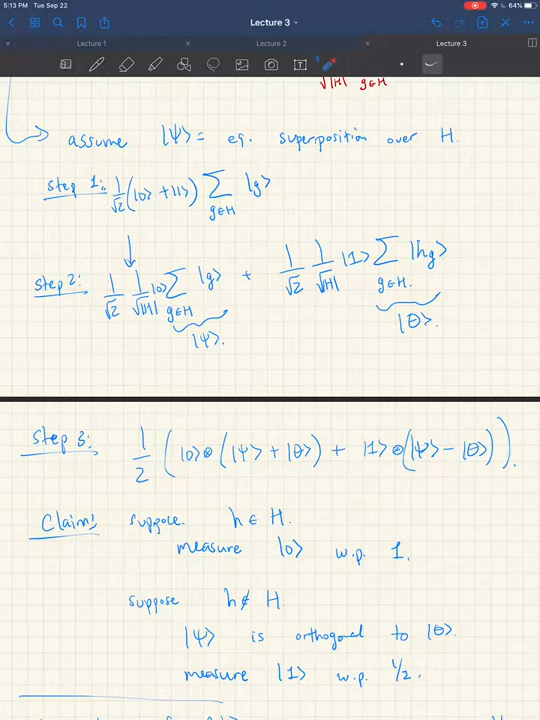 5:13 PM Tue Sep 22
64%
Lecture 3
Lecture 1 Lecture 2 Lecture 3
√|H| g∈H
assume |Ψ> = eq. superposition over H.
Step 1: 1/√2 (|0> + |1>) ∑ g∈H |g>
Step 2: 1/√2 1/√|H| |0> ∑ g∈H |g> + 1/√2 1/√|H| |1> ∑ g∈H. |hg>
|Ψ>. |θ>.
Step 3: 1/2 (|0> ⊗ (|Ψ> + |θ>) + |1> ⊗ (|Ψ> - |θ>)).
Claim: suppose h ∈ H.
measure |0> w.p. 1.
suppose h ∉ H.
|Ψ> is orthogonal to |θ>.
measure |1> w.p. 1/2.